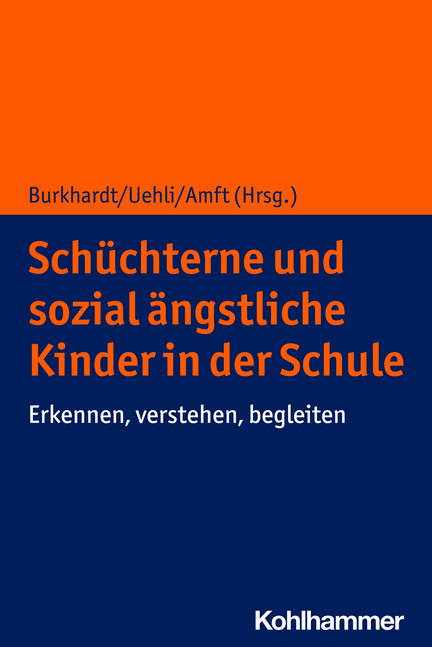 Burkhardt/Uehli/Amft (Hrsg.)
Schüchterne und
sozial ängstliche
Kinder in der Schule
Erkennen, verstehen, begleiten
Kohlhammer